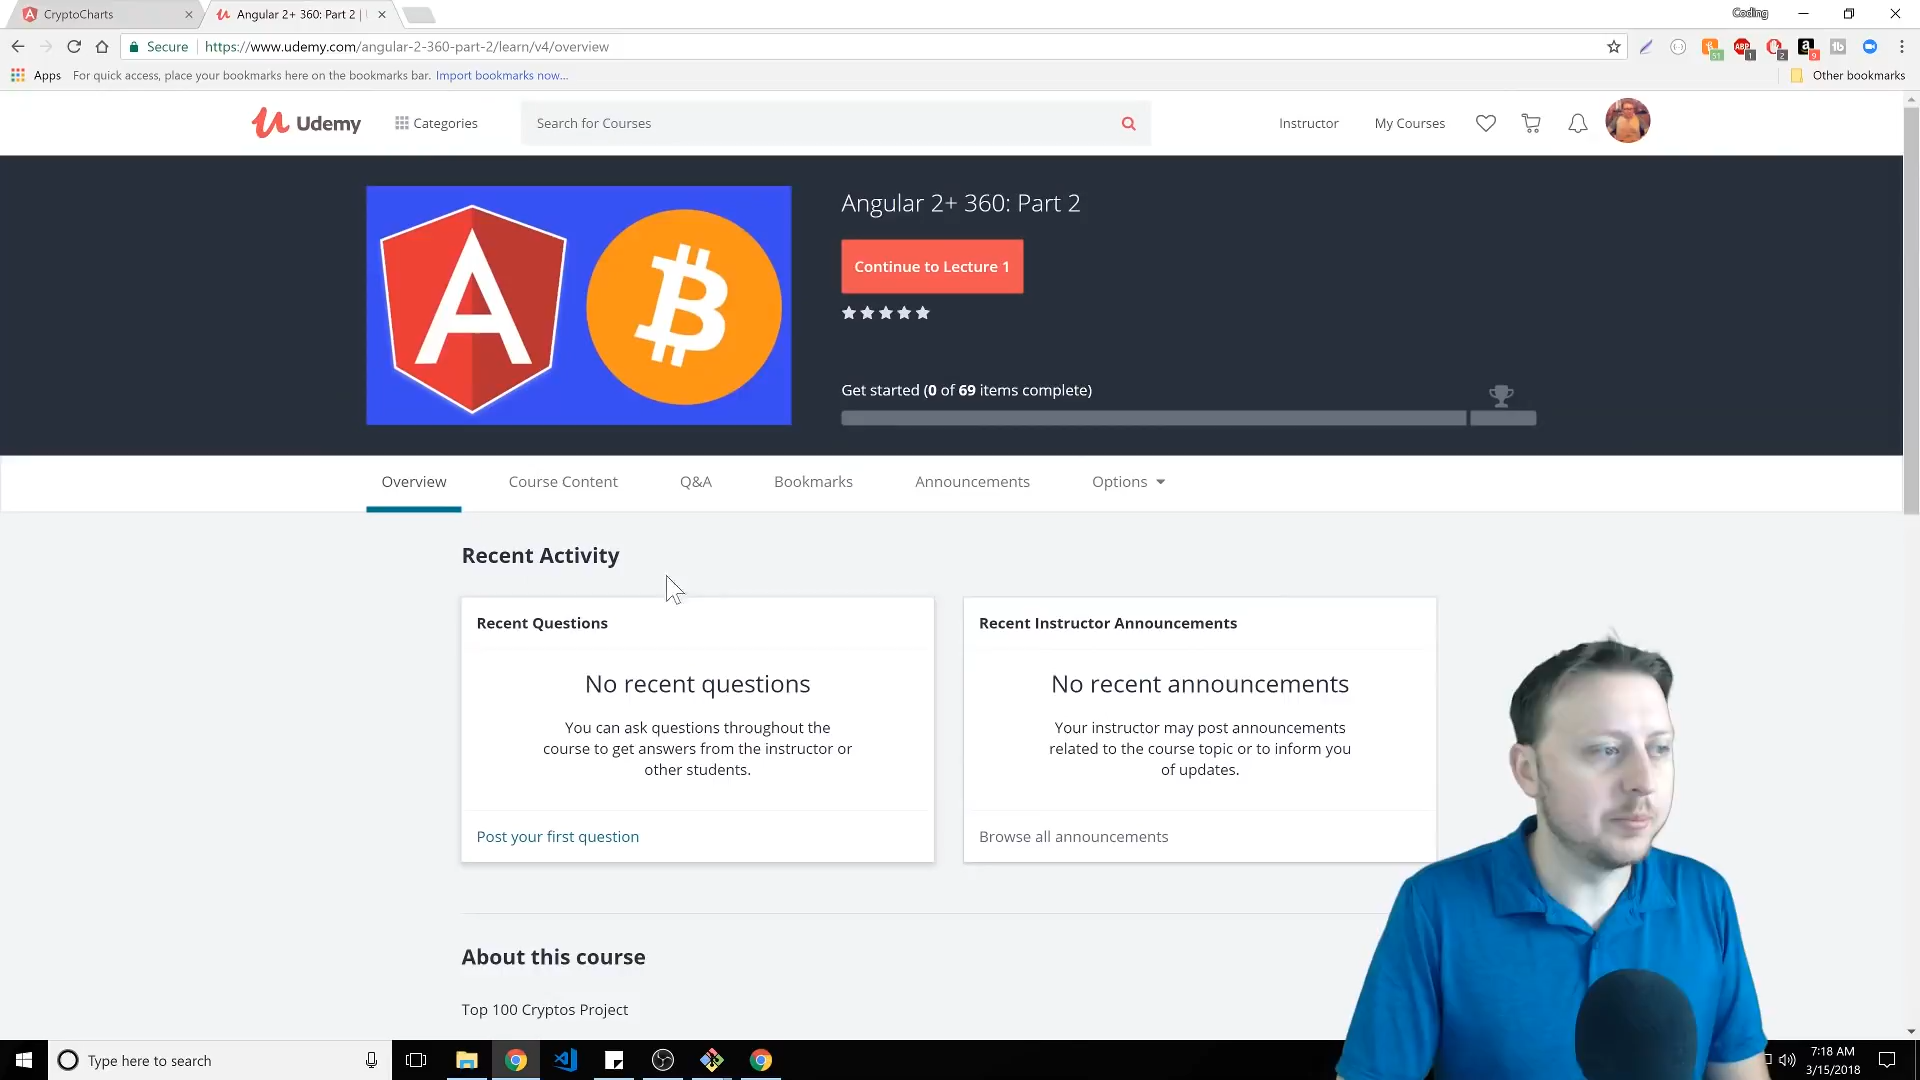 CryptoCharts
Angular 2+ 360: Part 2 |
Coding
Secure
https://www.udemy.com/angular-2-360-part-2/learn/v4/overview
51
ABP
1
2
a
9
tb
Apps
For quick access, place your bookmarks here on the bookmarks bar.
Import bookmarks now...
Other bookmarks
Udemy
Categories
Search for Courses
Instructor
My Courses
Angular 2+ 360: Part 2
Continue to Lecture 1
Get started (0 of 69 items complete)
Overview
Course Content
Q&A
Bookmarks
Announcements
Options
Recent Activity
Recent Questions
No recent questions
You can ask questions throughout the
course to get answers from the instructor or
other students.
Post your first question
Recent Instructor Announcements
No recent announcements
Your instructor may post announcements
related to the course topic or to inform you
of updates.
Browse all announcements
About this course
Top 100 Cryptos Project
Type here to search
7:18 AM
3/15/2018